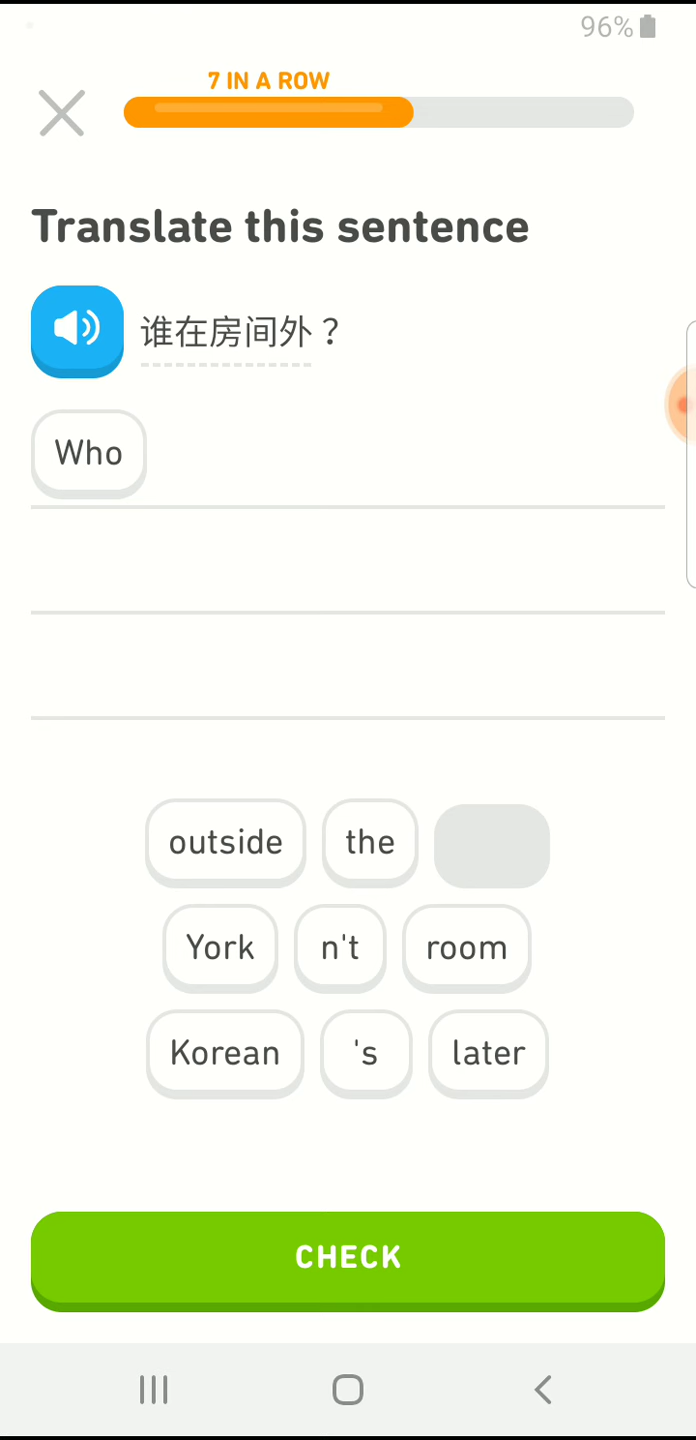 96%
7 IN A ROW
Translate this sentence
谁在房间外？
Who
outside the
York n't room
Korean 's later
CHECK